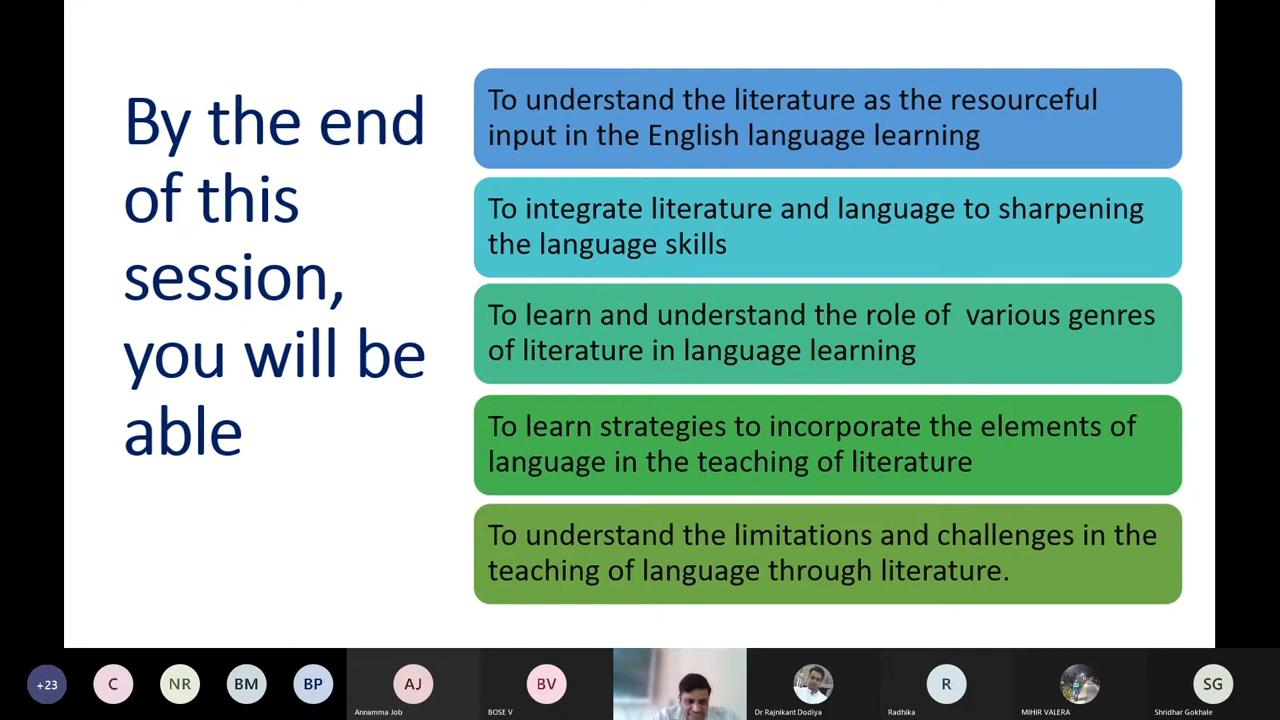 By the end
of this
session,
you will be
able
To understand the literature as the resourceful
input in the English language learning
To integrate literature and language to sharpening
the language skills
To learn and understand the role of  various genres
of literature in language learning
To learn strategies to incorporate the elements of
language in the teaching of literature
To understand the limitations and challenges in the
teaching of language through literature.
+23
C
NR
BM
BP
AJ
BV
R
SG
Annamma Job
BOSE V
Dr Rajnikant Dodiya
Radhika
MIHIR VALERA
Shridhar Gokhale